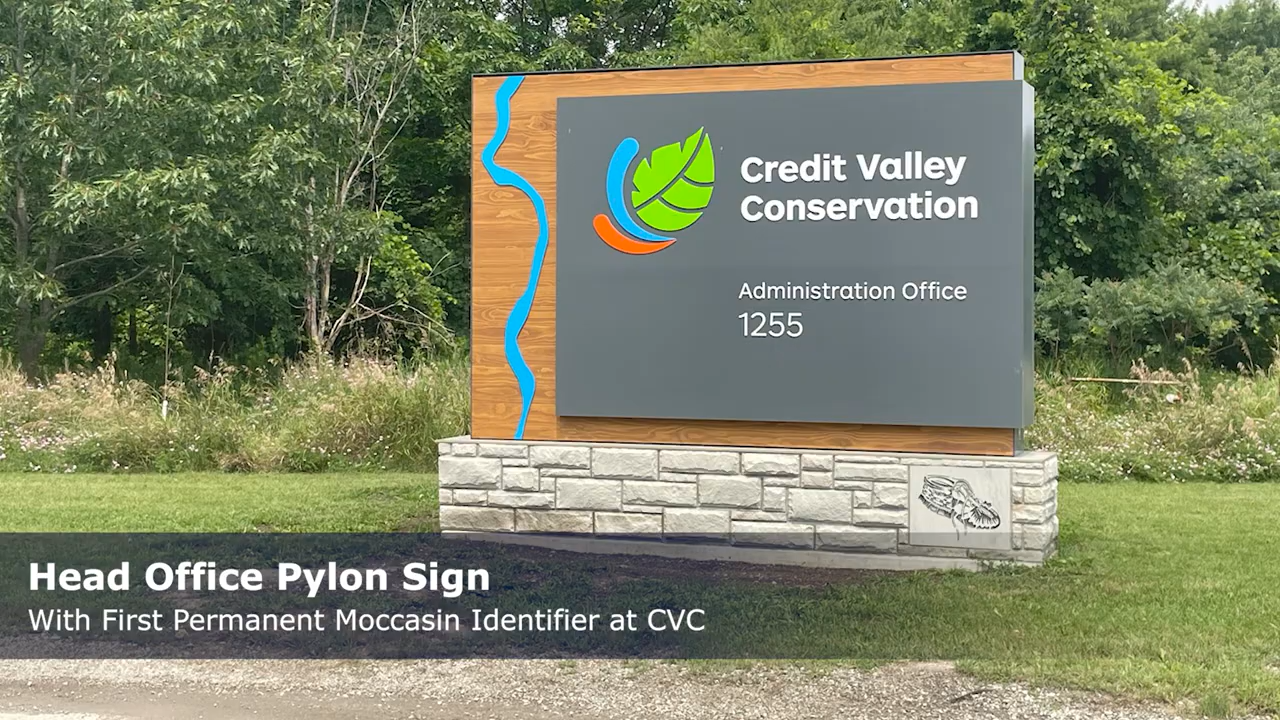 Credit Valley
Conservation
Administration Office
1255
Head Office Pylon Sign
With First Permanent Moccasin Identifier at CVC